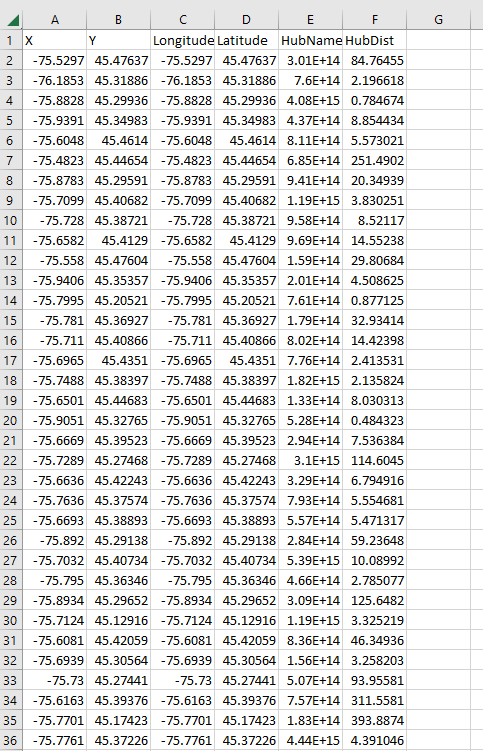 A B C D E F G
1 X Y Longitude Latitude HubName HubDist
2 -75.5297 45.47637 -75.5297 45.47637 3.01E+14 84.76455
3 -76.1853 45.31886 -76.1853 45.31886 7.6E+14 2.196618
4 -75.8828 45.29936 -75.8828 45.29936 4.08E+15 0.784674
5 -75.9391 45.34983 -75.9391 45.34983 4.37E+14 8.854434
6 -75.6048 45.4614 -75.6048 45.4614 8.11E+14 5.573021
7 -75.4823 45.44654 -75.4823 45.44654 6.85E+14 251.4902
8 -75.8783 45.29591 -75.8783 45.29591 9.41E+14 20.34939
9 -75.7099 45.40682 -75.7099 45.40682 1.19E+15 3.830251
10 -75.728 45.38721 -75.728 45.38721 9.58E+14 8.52117
11 -75.6582 45.4129 -75.6582 45.4129 9.69E+14 14.55238
12 -75.558 45.47604 -75.558 45.47604 1.59E+14 29.80684
13 -75.9406 45.35357 -75.9406 45.35357 2.01E+14 4.508625
14 -75.7995 45.20521 -75.7995 45.20521 7.61E+14 0.877125
15 -75.781 45.36927 -75.781 45.36927 1.79E+14 32.93414
16 -75.711 45.40866 -75.711 45.40866 8.02E+14 14.42398
17 -75.6965 45.4351 -75.6965 45.4351 7.76E+14 2.413531
18 -75.7488 45.38397 -75.7488 45.38397 1.82E+15 2.135824
19 -75.6501 45.44683 -75.6501 45.44683 1.33E+14 8.030313
20 -75.9051 45.32765 -75.9051 45.32765 5.28E+14 0.484323
21 -75.6669 45.39523 -75.6669 45.39523 2.94E+14 7.536384
22 -75.7289 45.27468 -75.7289 45.27468 3.1E+15 114.6045
23 -75.6636 45.42243 -75.6636 45.42243 3.29E+14 6.794916
24 -75.7636 45.37574 -75.7636 45.37574 7.93E+14 5.554681
25 -75.6693 45.38893 -75.6693 45.38893 5.57E+14 5.471317
26 -75.892 45.29138 -75.892 45.29138 2.84E+14 59.23648
27 -75.7032 45.40734 -75.7032 45.40734 5.39E+15 10.08992
28 -75.795 45.36346 -75.795 45.36346 4.66E+14 2.785077
29 -75.8934 45.29652 -75.8934 45.29652 3.09E+14 125.6482
30 -75.7124 45.12916 -75.7124 45.12916 1.19E+15 3.325219
31 -75.6081 45.42059 -75.6081 45.42059 8.36E+14 46.34936
32 -75.6939 45.30564 -75.6939 45.30564 1.56E+14 3.258203
33 -75.73 45.27441 -75.73 45.27441 5.07E+14 93.95581
34 -75.6163 45.39376 -75.6163 45.39376 7.57E+14 311.5581
35 -75.7701 45.17423 -75.7701 45.17423 1.83E+14 393.8874
36 -75.7761 45.37226 -75.7761 45.37226 4.44E+15 4.391046